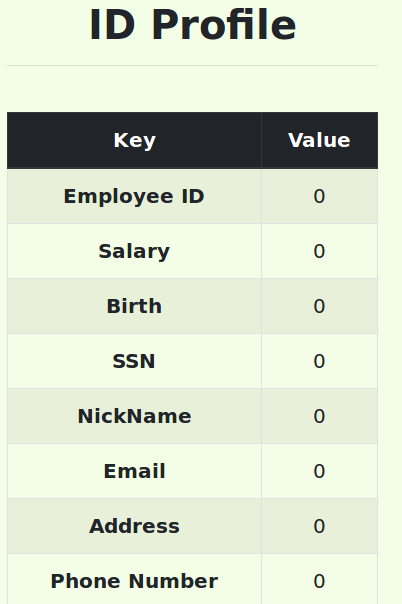 ID Profile
Key Value
Employee ID 0
Salary 0
Birth 0
SSN 0
NickName 0
Email 0
Address 0
Phone Number 0